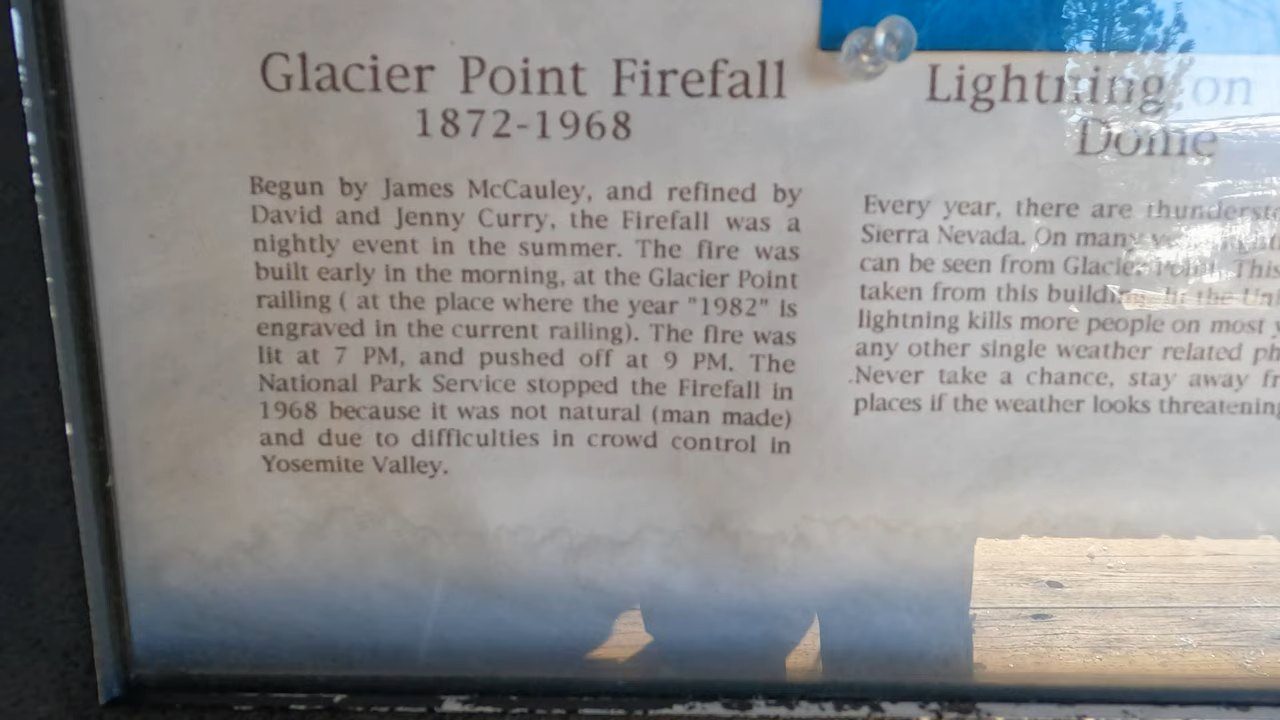 Glacier Point Firefall
1872-1968
Begun by James McCauley, and refined by
David and Jenny Curry, the Firefall was a
nightly event in the summer. The fire was
built early in the morning, at the Glacier Point
railing ( at the place where the year "1982" is
engraved in the current railing). The fire was
lit at 7 PM, and pushed off at 9 PM. The
National Park Service stopped the Firefall in
1968 because it was not natural (man made)
and due to difficulties in crowd control in
Yosemite Valley.
Lightning on
Dome
Every year, there are
Sierra Nevada. On many
can be seen from Glacier Point. This
taken from this building. In the
lightning kills more people on most
any other single weather related
.Never take a chance, stay away
places if the weather looks